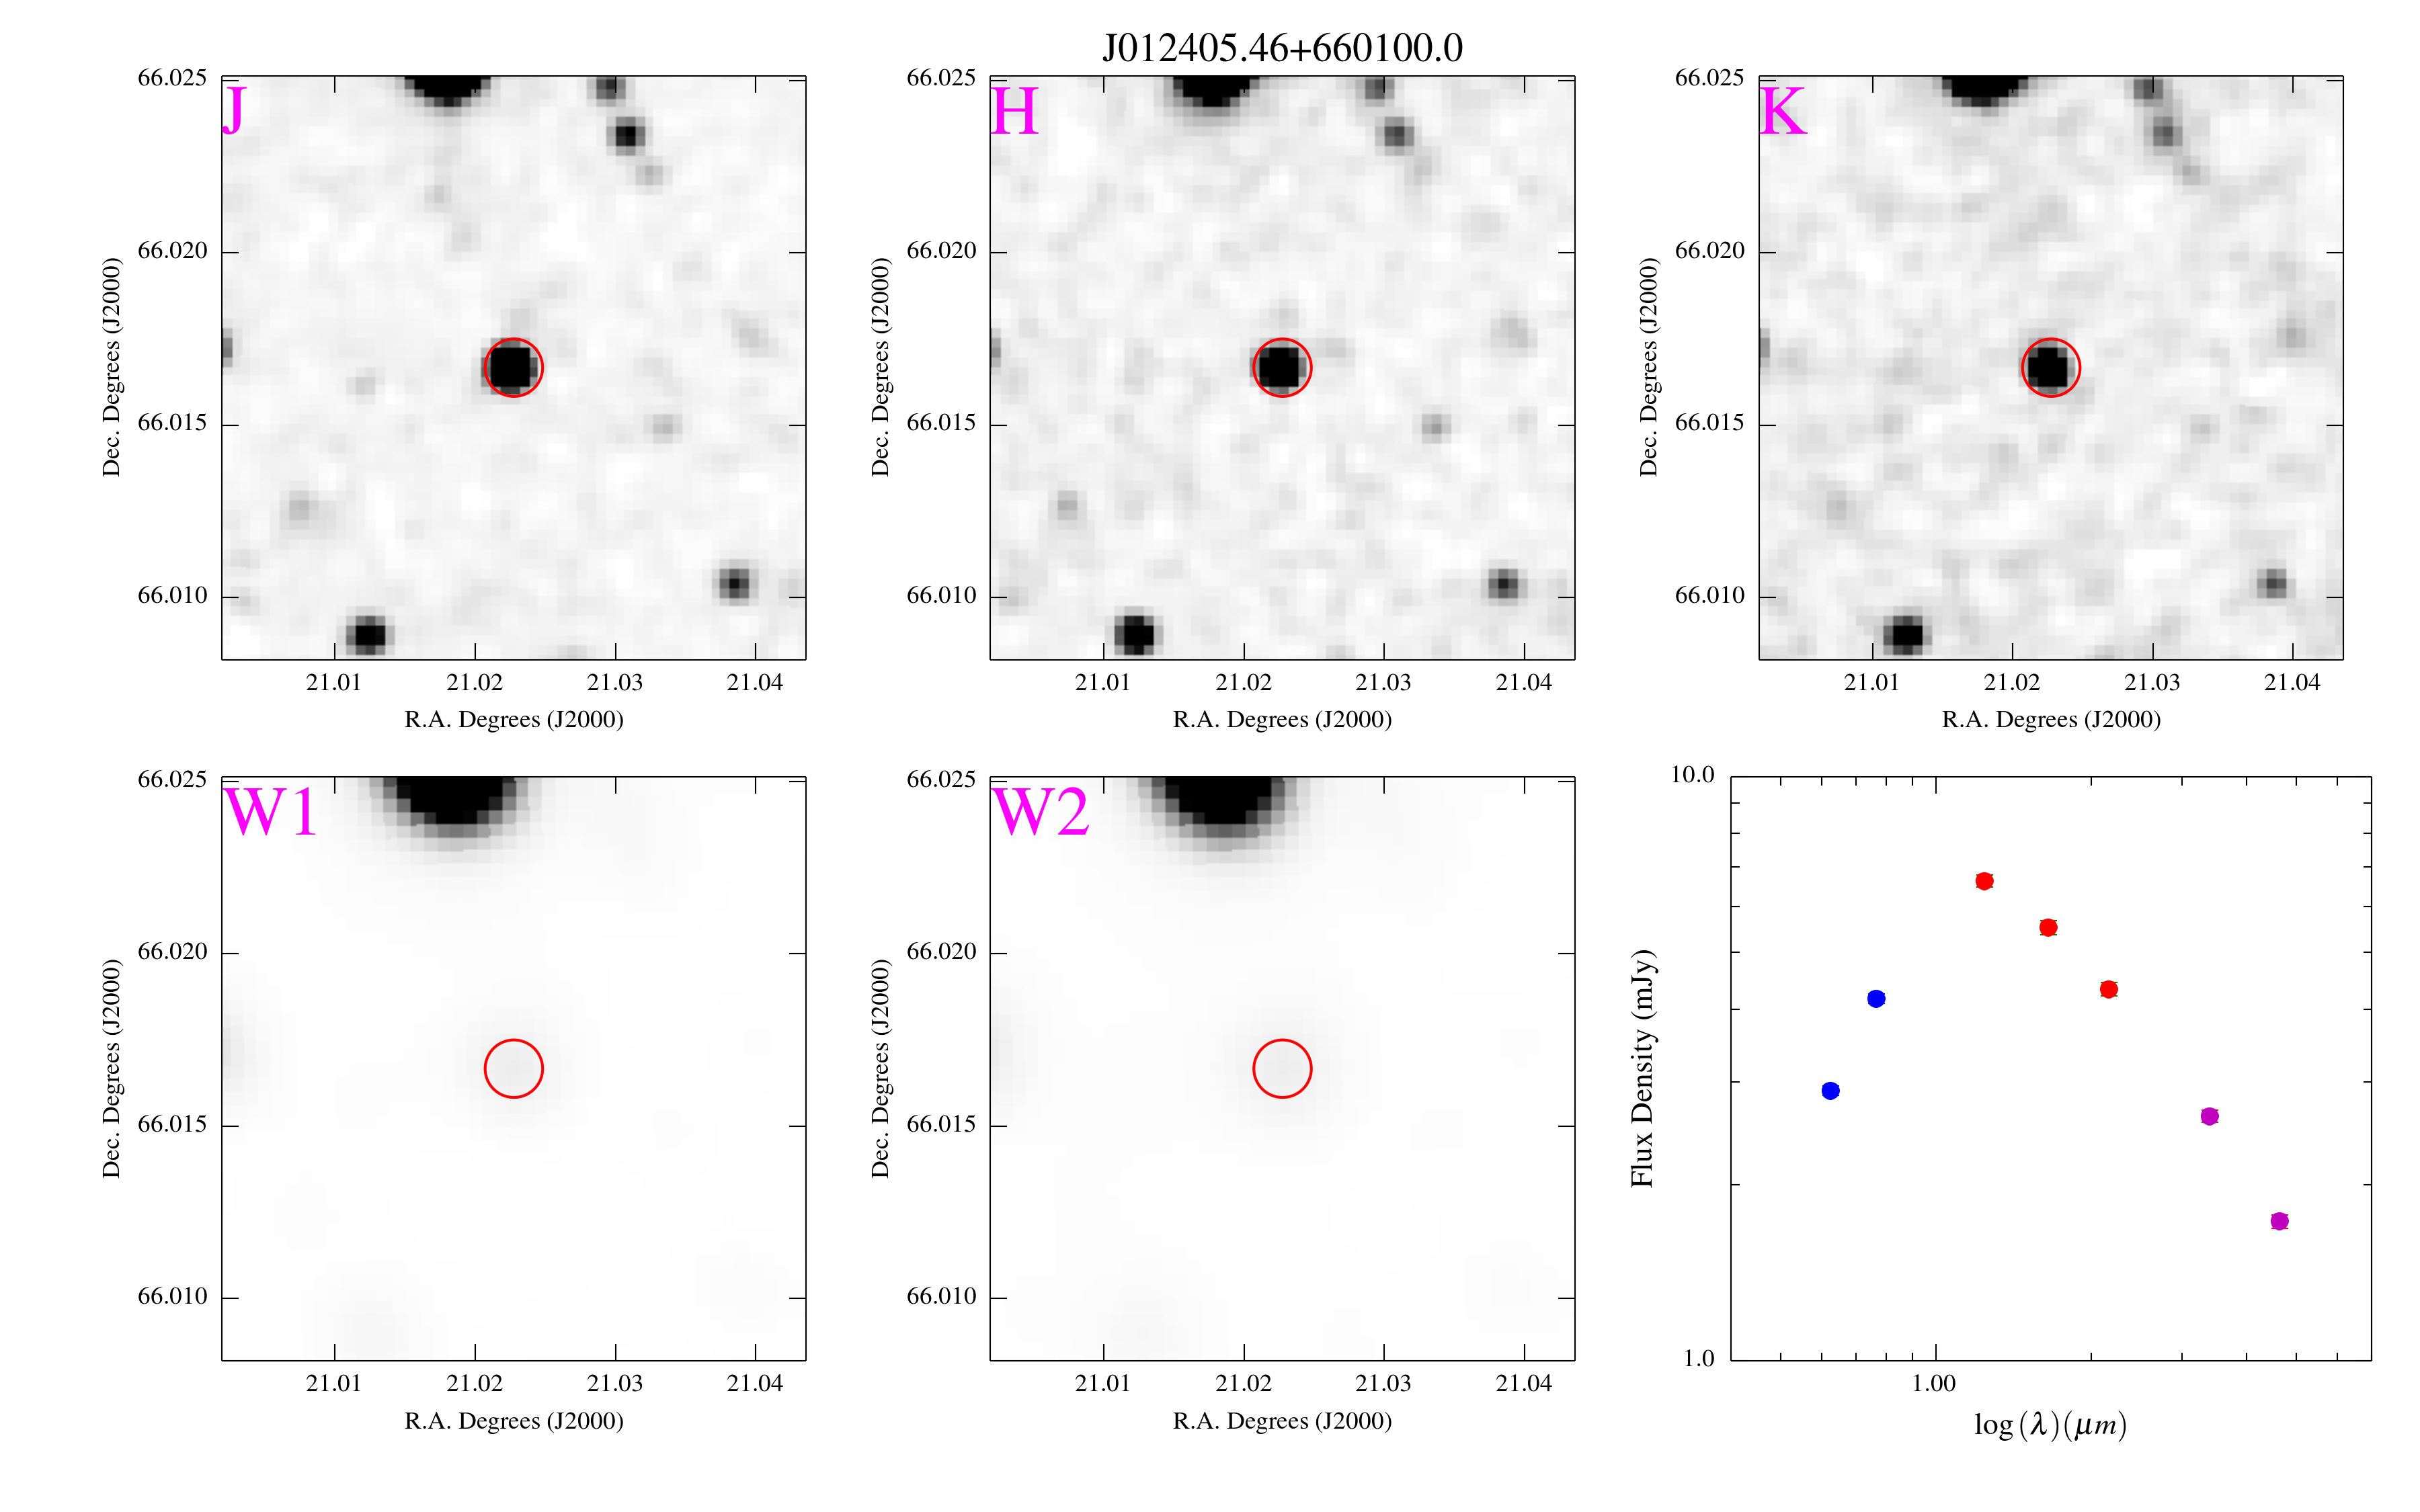 J012405.46+660100.0
J
66.025
66.020
66.015
66.010
Dec. Degrees (J2000)
21.01 21.02 21.03 21.04
R.A. Degrees (J2000)
H
66.025
66.020
66.015
66.010
Dec. Degrees (J2000)
21.01 21.02 21.03 21.04
R.A. Degrees (J2000)
K
66.025
66.020
66.015
66.010
Dec. Degrees (J2000)
21.01 21.02 21.03 21.04
R.A. Degrees (J2000)
W1
66.025
66.020
66.015
66.010
Dec. Degrees (J2000)
21.01 21.02 21.03 21.04
R.A. Degrees (J2000)
W2
66.025
66.020
66.015
66.010
Dec. Degrees (J2000)
21.01 21.02 21.03 21.04
R.A. Degrees (J2000)
10.0
1.0
Flux Density (mJy)
1.00
log (λ)(μm)